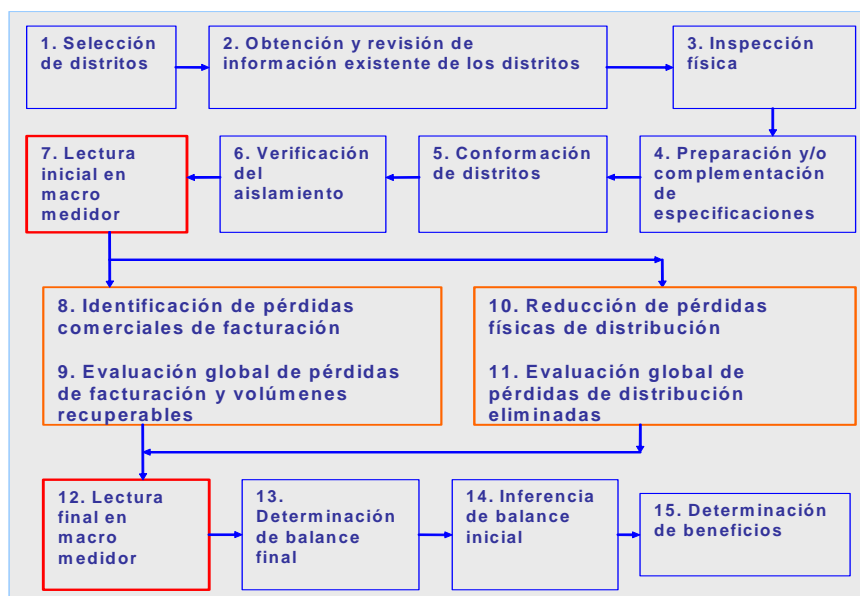 1. Selección
de distritos
2. Obtención y revisión de
información existente de los distritos
3. Inspección
física
4. Preparación y/o
complementación
de
especificaciones
5. Conformación
de distritos
6. Verificación
del
aislamiento
7. Lectura
inicial en
macro
medidor
8. Identificación de pérdidas
comerciales de facturación
9. Evaluación global de pérdidas
de facturación y volúmenes
recuperables
10. Reducción de pérdidas
físicas de distribución
11. Evaluación global de
pérdidas de distribución
eliminadas
12. Lectura
final en
macro
medidor
13.
Determinación
de balance
final
14. Inferencia
de balance
inicial
15. Determinación
de beneficios